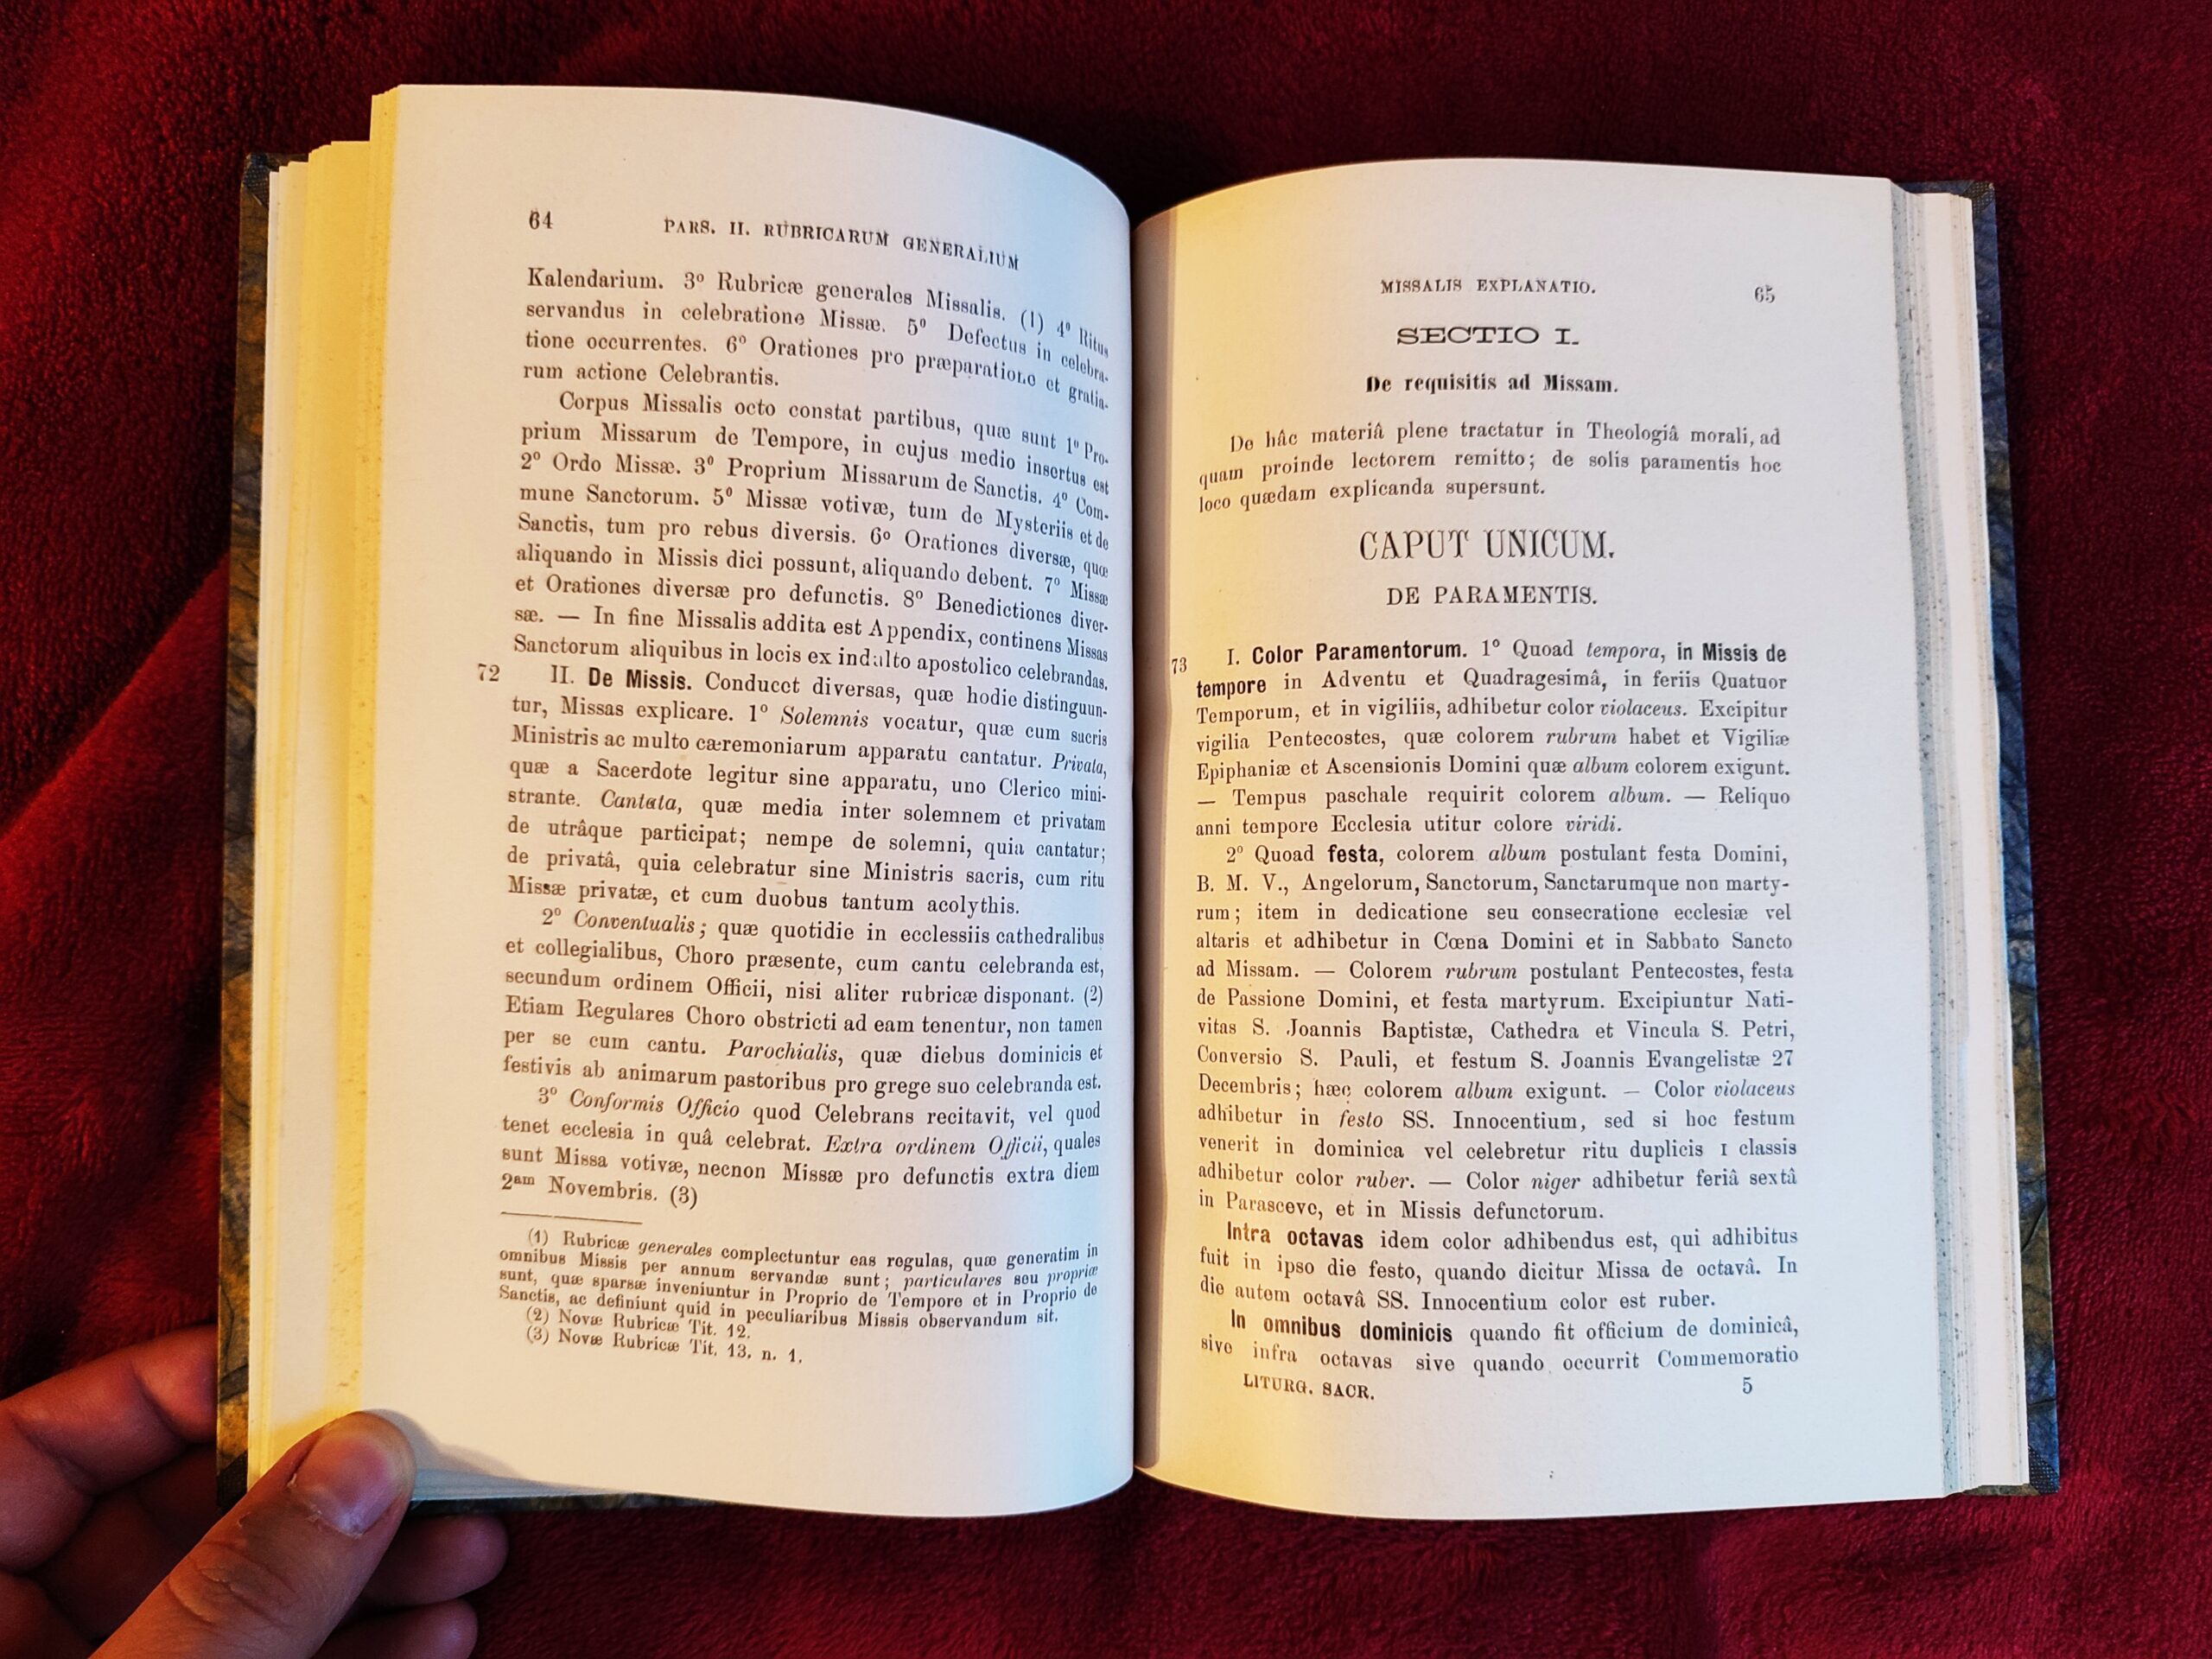 64 PARS. II. RUBRICARUM GENERALIUM
Kalendarium. 3º Rubricæ generales Missalis. (1) 4º Ritus
servandus in celebratione Missæ. 5º Defectus in celebra-
tione occurrentes. 6º Orationes pro præparatione et gratia-
rum actione Celebrantis.
Corpus Missalis octo constat partibus, quæ sunt 1º Pro-
prium Missarum de Tempore, in cujus medio insertus est
2º Ordo Missæ. 3º Proprium Missarum de Sanctis. 4º Com-
mune Sanctorum. 5º Missæ votivæ, tum de Mysteriis et de
Sanctis, tum pro rebus diversis. 6º Orationes diversæ, quæ
aliquando in Missis dici possunt, aliquando debent. 7º Missæ
et Orationes diversæ pro defunctis. 8º Benedictiones diver-
sæ. — In fine Missalis addita est Appendix, continens Missas
Sanctorum aliquibus in locis ex indulto apostolico celebrandas.
72 II. De Missis. Conducet diversas, quæ hodie distinguun-
tur, Missas explicare. 1º Solemnis vocatur, quæ cum sacris
Ministris ac multo cæremoniarum apparatu cantatur. Privata,
quæ a Sacerdote legitur sine apparatu, uno Clerico mini-
strante. Cantata, quæ media inter solemnem et privatam
de utrâque participat; nempe de solemni, quia cantatur;
de privatâ, quia celebratur sine Ministris sacris, cum ritu
Missæ privatæ, et cum duobus tantum acolythis.
2º Conventualis; quæ quotidie in ecclessiis cathedralibus
et collegialibus, Choro præsente, cum cantu celebranda est,
secundum ordinem Officii, nisi aliter rubricæ disponant. (2)
Etiam Regulares Choro obstricti ad eam tenentur, non tamen
per se cum cantu. Parochialis, quæ diebus dominicis et
festivis ab animarum pastoribus pro grege suo celebranda est.
3º Conformis Officio quod Celebrans recitavit, vel quod
tenet ecclesia in quâ celebrat. Extra ordinem Officii, quales
sunt Missa votivæ, necnon Missæ pro defunctis extra diem
2am Novembris. (3)
(1) Rubricæ generales complectuntur eas regulas, quæ generatim in
omnibus Missis per annum servandæ sunt; particulares seu propriæ
sunt, quæ sparsæ inveniuntur in Proprio de Tempore et in Proprio de
Sanctis, ac definiunt quid in peculiaribus Missis observandum sit.
(2) Novæ Rubricæ Tit. 12.
(3) Novæ Rubricæ Tit. 13. n. 1.
MISSALIS EXPLANATIO. 65
SECTIO I.
De requisitis ad Missam.
De hâc materiâ plene tractatur in Theologiâ morali, ad
quam proinde lectorem remitto; de solis paramentis hoc
loco quædam explicanda supersunt.
CAPUT UNICUM.
DE PARAMENTIS.
73 I. Color Paramentorum. 1º Quoad tempora, in Missis de
tempore in Adventu et Quadragesimâ, in feriis Quatuor
Temporum, et in vigiliis, adhibetur color violaceus. Excipitur
vigilia Pentecostes, quæ colorem rubrum habet et Vigiliæ
Epiphaniæ et Ascensionis Domini quæ album colorem exigunt.
— Tempus paschale requirit colorem album. — Reliquo
anni tempore Ecclesia utitur colore viridi.
2º Quoad festa, colorem album postulant festa Domini,
B. M. V., Angelorum, Sanctorum, Sanctarumque non marty-
rum; item in dedicatione seu consecratione ecclesiæ vel
altaris et adhibetur in Cœna Domini et in Sabbato Sancto
ad Missam. — Colorem rubrum postulant Pentecostes, festa
de Passione Domini, et festa martyrum. Excipiuntur Nati-
vitas S. Joannis Baptistæ, Cathedra et Vincula S. Petri,
Conversio S. Pauli, et festum S. Joannis Evangelistæ 27
Decembris; hæc colorem album exigunt. — Color violaceus
adhibetur in festo SS. Innocentium, sed si hoc festum
venerit in dominica vel celebretur ritu duplicis I classis
adhibetur color ruber. — Color niger adhibetur feriâ sextâ
in Parasceve, et in Missis defunctorum.
Intra octavas idem color adhibendus est, qui adhibitus
fuit in ipso die festo, quando dicitur Missa de octavâ. In
die autem octavâ SS. Innocentium color est ruber.
In omnibus dominicis quando fit officium de dominicâ,
sive infra octavas sive quando occurrit Commemoratio
LITURG. SACR. 5